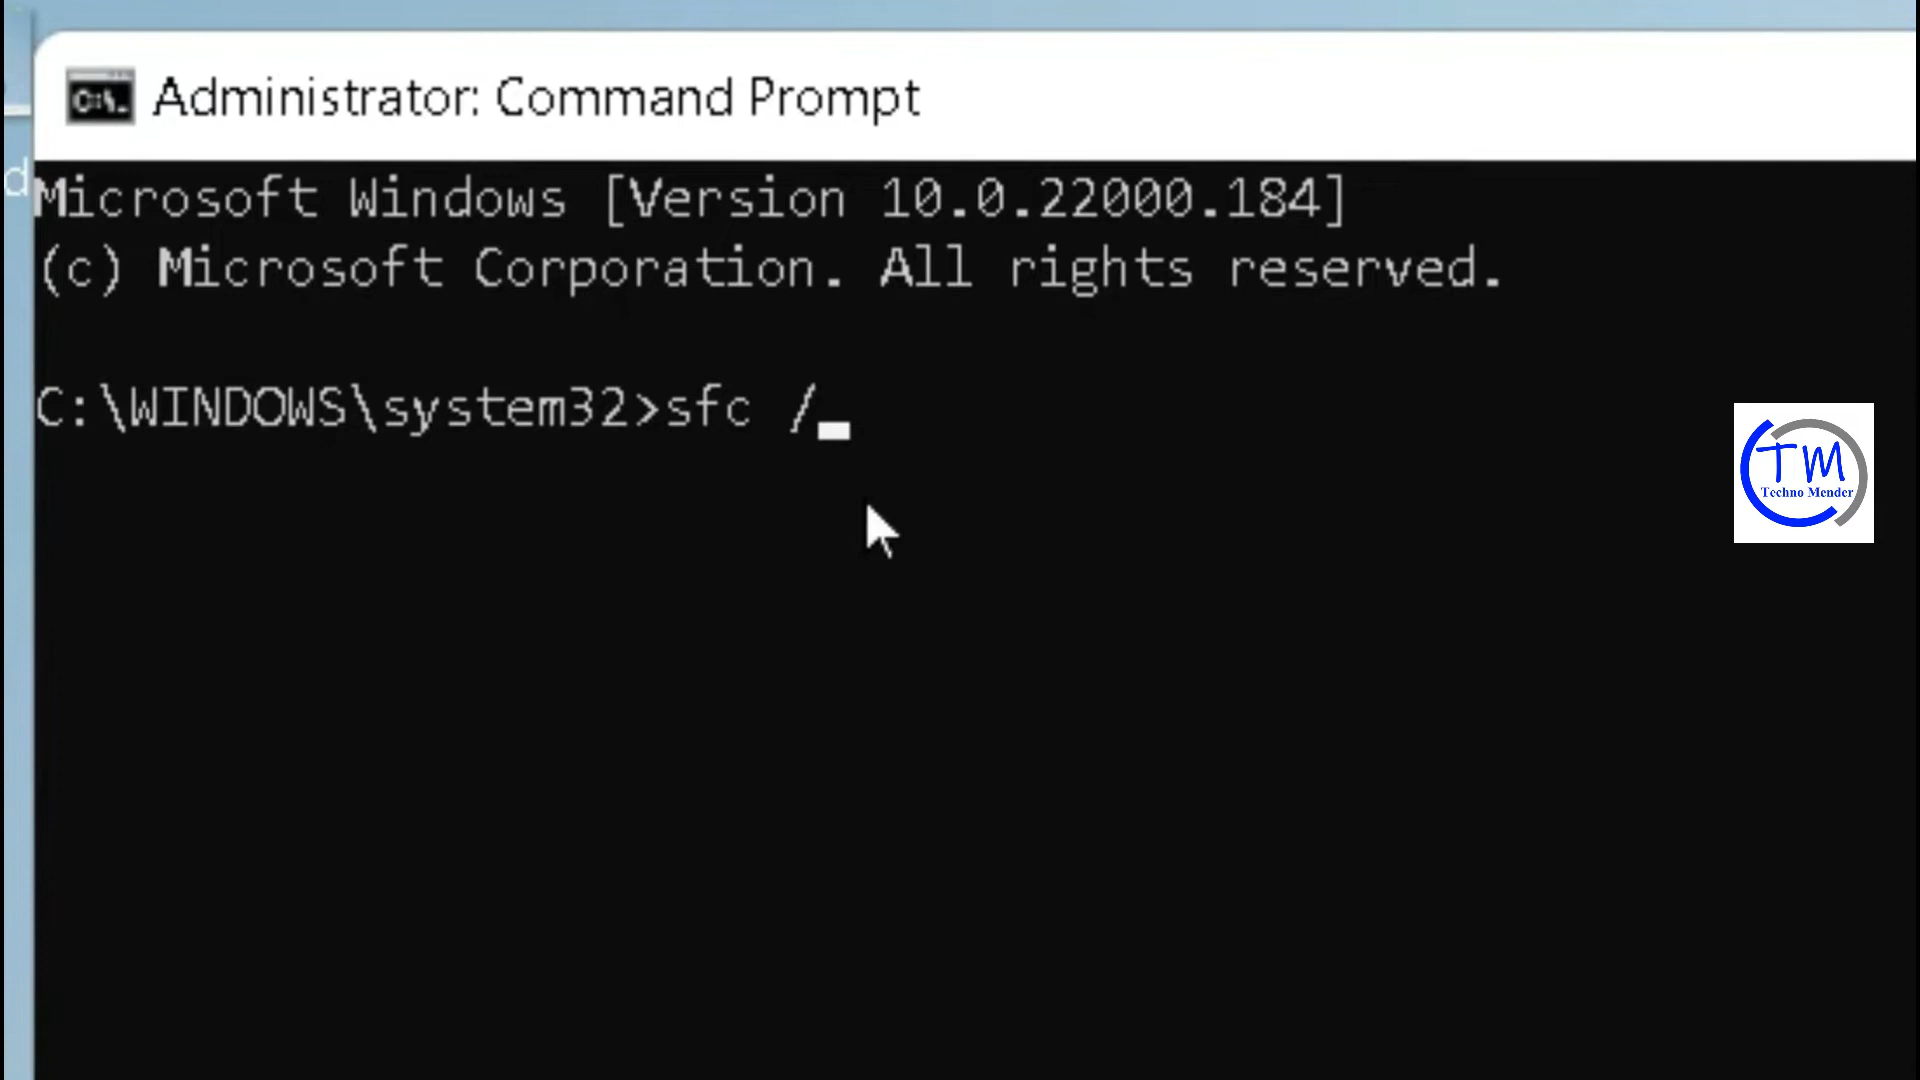 Administrator: Command Prompt
d
Microsoft Windows [Version 10.0.22000.184]
(c) Microsoft Corporation. All rights reserved.
C:\WINDOWS\system32>sfc /
TM
Techno Mender